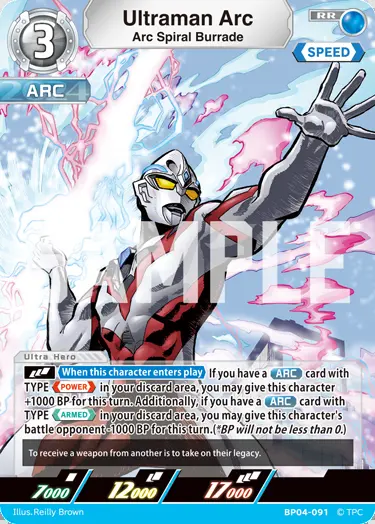 3
Ultraman Arc
Arc Spiral Burrade
RR
SPEED
ARC
SAMPLE
Ultra Hero
When this character enters play If you have a ARC card with
TYPE POWER in your discard area, you may give this character
+1000 BP for this turn. Additionally, if you have a ARC card with
TYPE ARMED in your discard area, you may give this character's
battle opponent -1000 BP for this turn.(*BP will not be less than 0.)
To receive a weapon from another is to take on their legacy.
7000 12000 17000
Illus.Reilly Brown BP04-091 © TPC